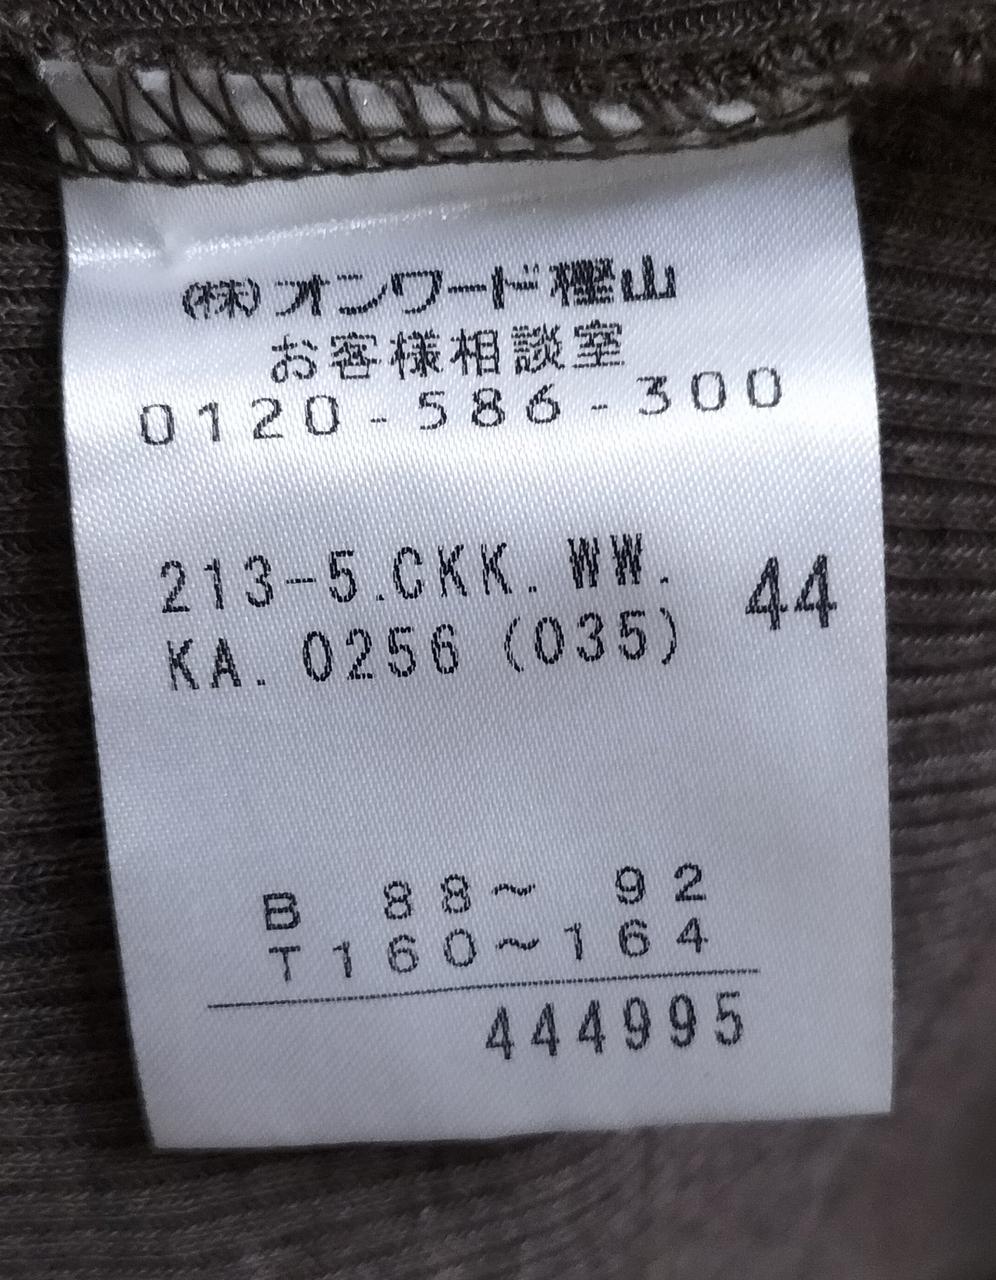 (株)オンワード樫山
お客様相談室
0120-586-300
213-5.CKK.WW.
KA.0256(035)
44
B 88~ 92
T160~164
444995